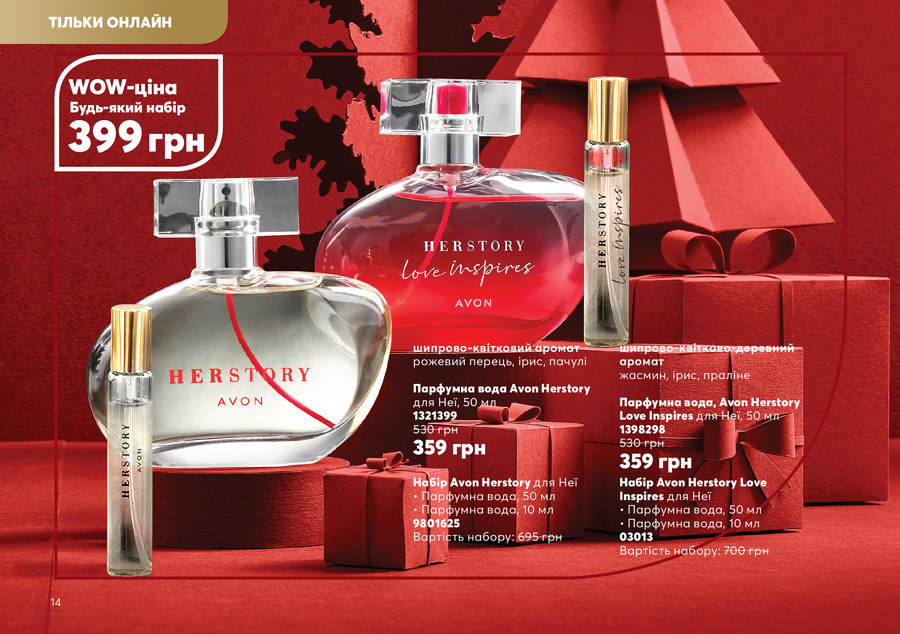 ТІЛЬКИ ОНЛАЙН
WOW-ціна
Будь-який набір
399 грн
HERSTORY
love inspires
AVON
HERSTORY
love inspires
HERSTORY
AVON
HERSTORY
AVON
шипрово-квітковий аромат
рожевий перець, ірис, пачулі
Парфумна вода Avon Herstory
для Неї, 50 мл
1321399
530 грн
359 грн
Набір Avon Herstory для Неї
• Парфумна вода, 50 мл
• Парфумна вода, 10 мл
9801625
Вартість набору: 695 грн
шипрово-квітково-деревний
аромат
жасмин, ірис, праліне
Парфумна вода, Avon Herstory
Love Inspires для Неї, 50 мл
1398298
530 грн
359 грн
Набір Avon Herstory Love
Inspires для Неї
• Парфумна вода, 50 мл
• Парфумна вода, 10 мл
03013
Вартість набору: 700 грн
14